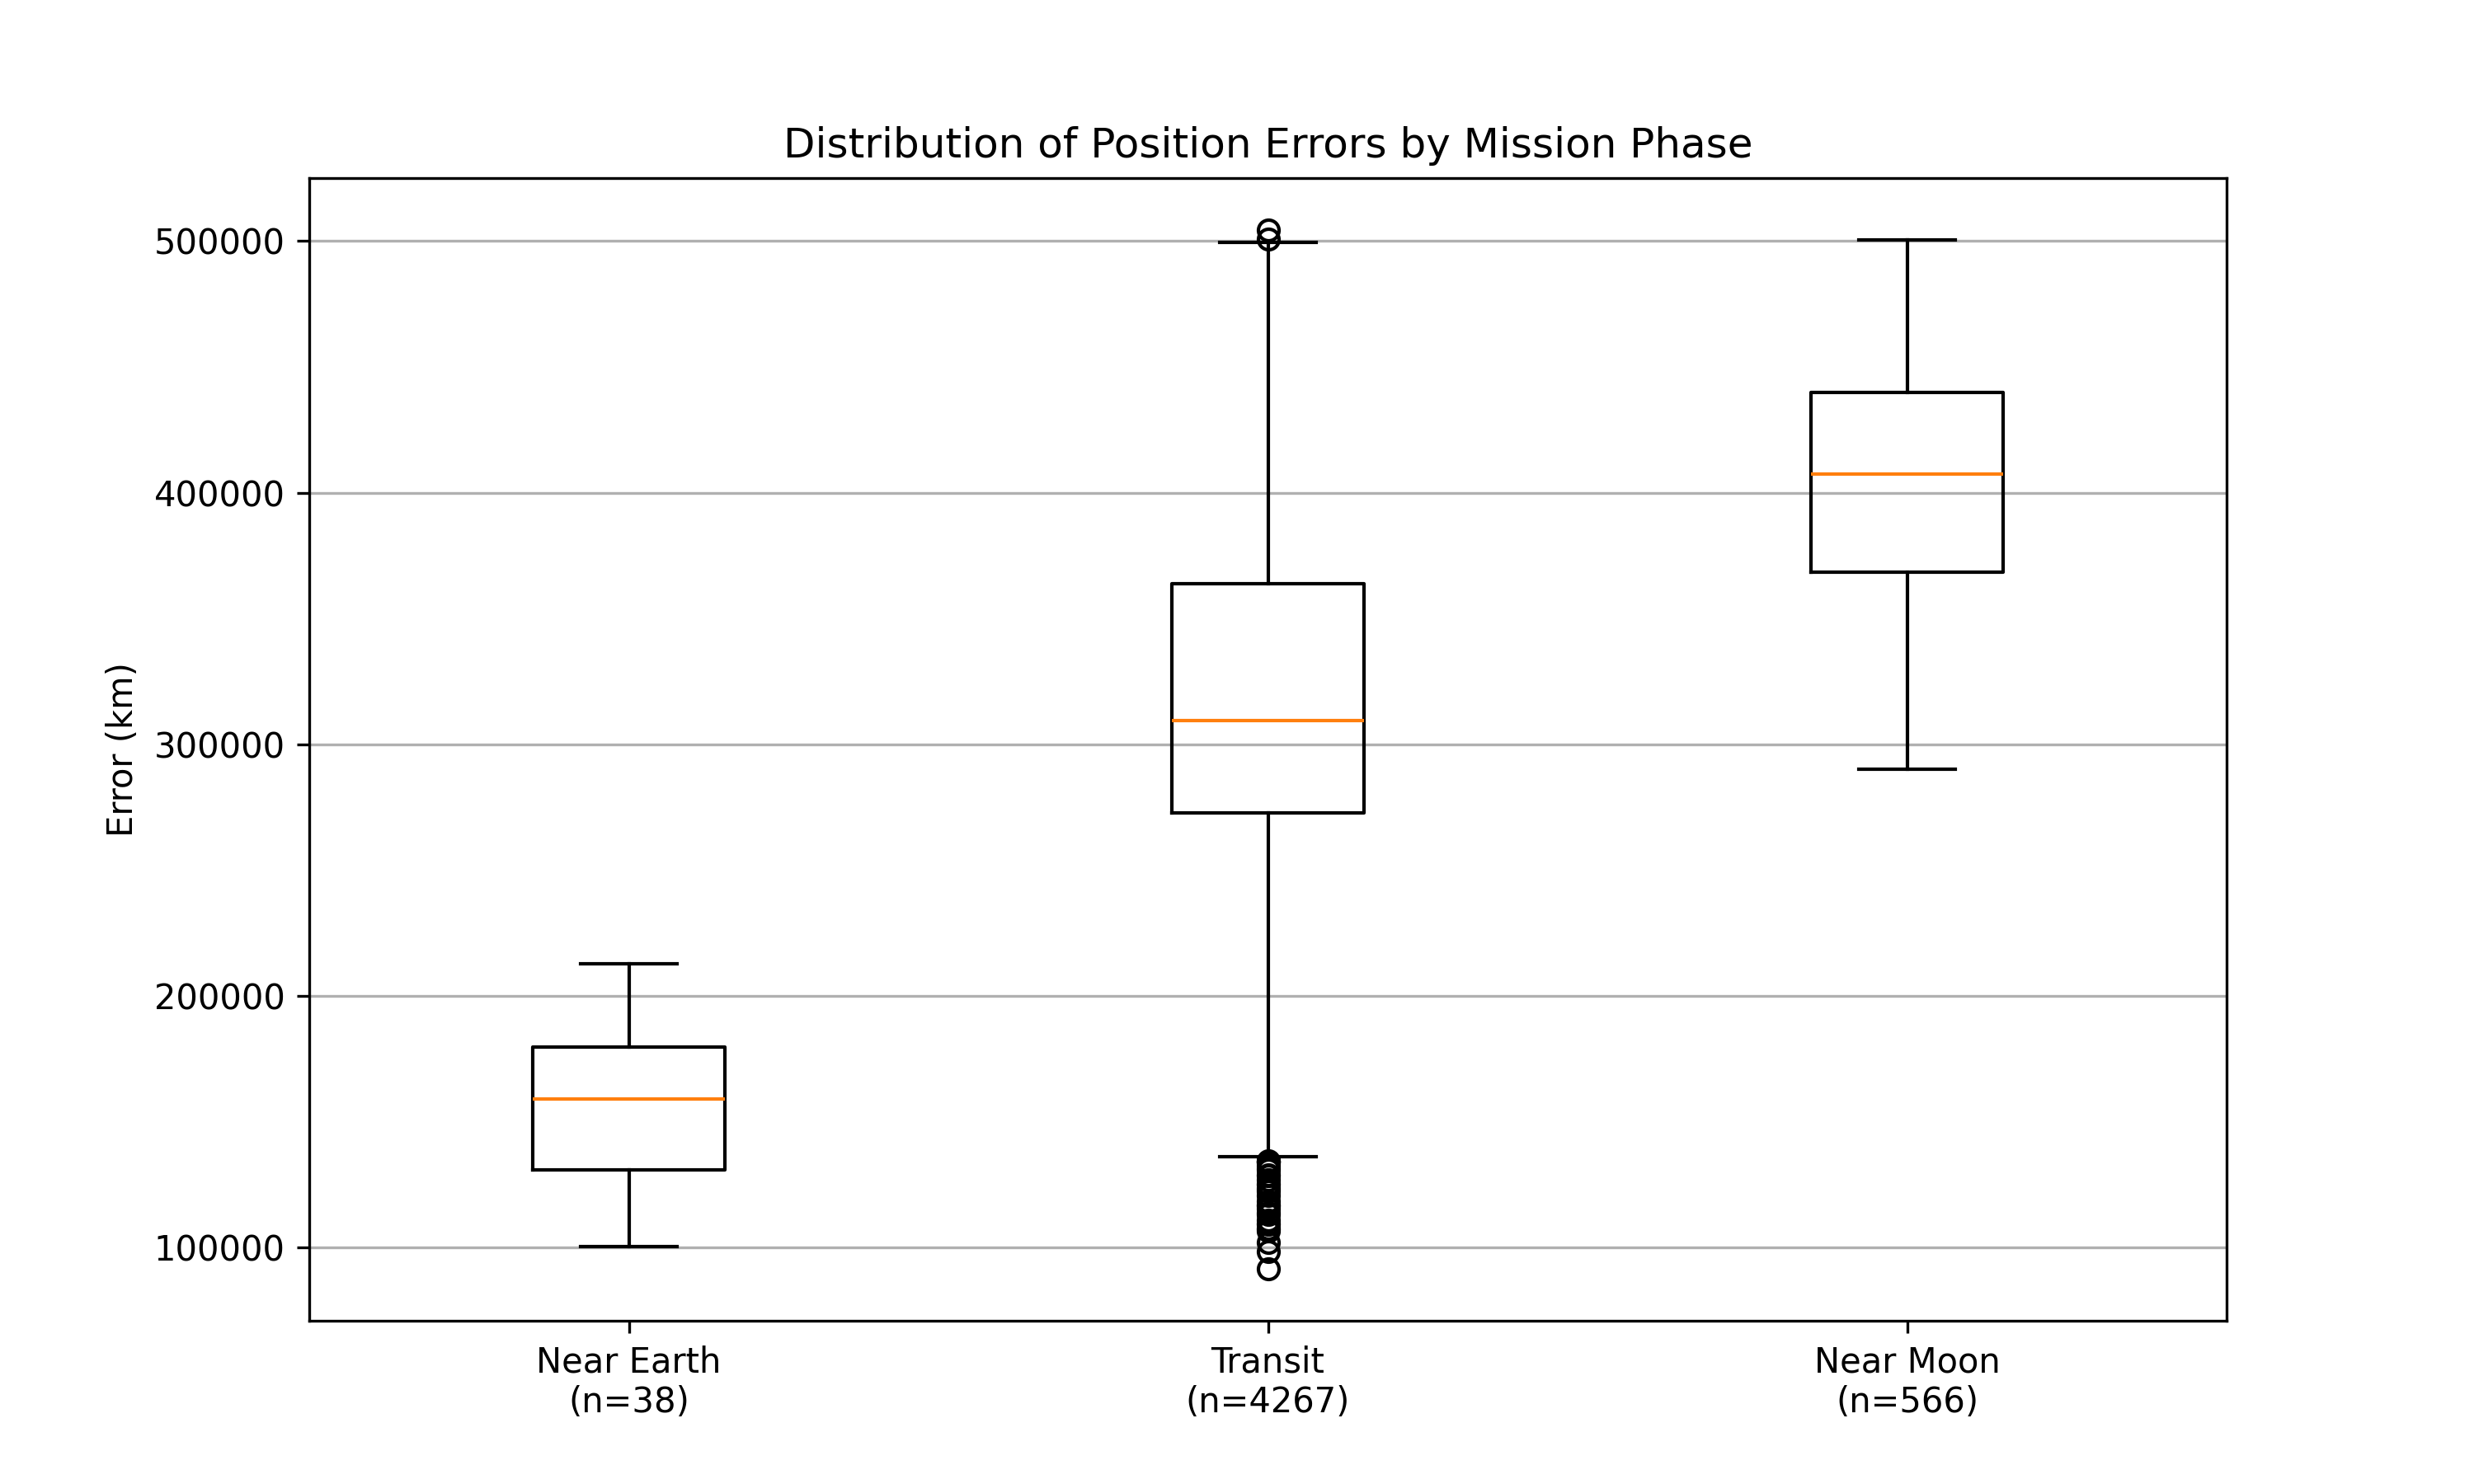 Distribution of Position Errors by Mission Phase
500000
400000
300000
200000
100000
Error (km)
Near Earth
(n=38)
Transit
(n=4267)
Near Moon
(n=566)